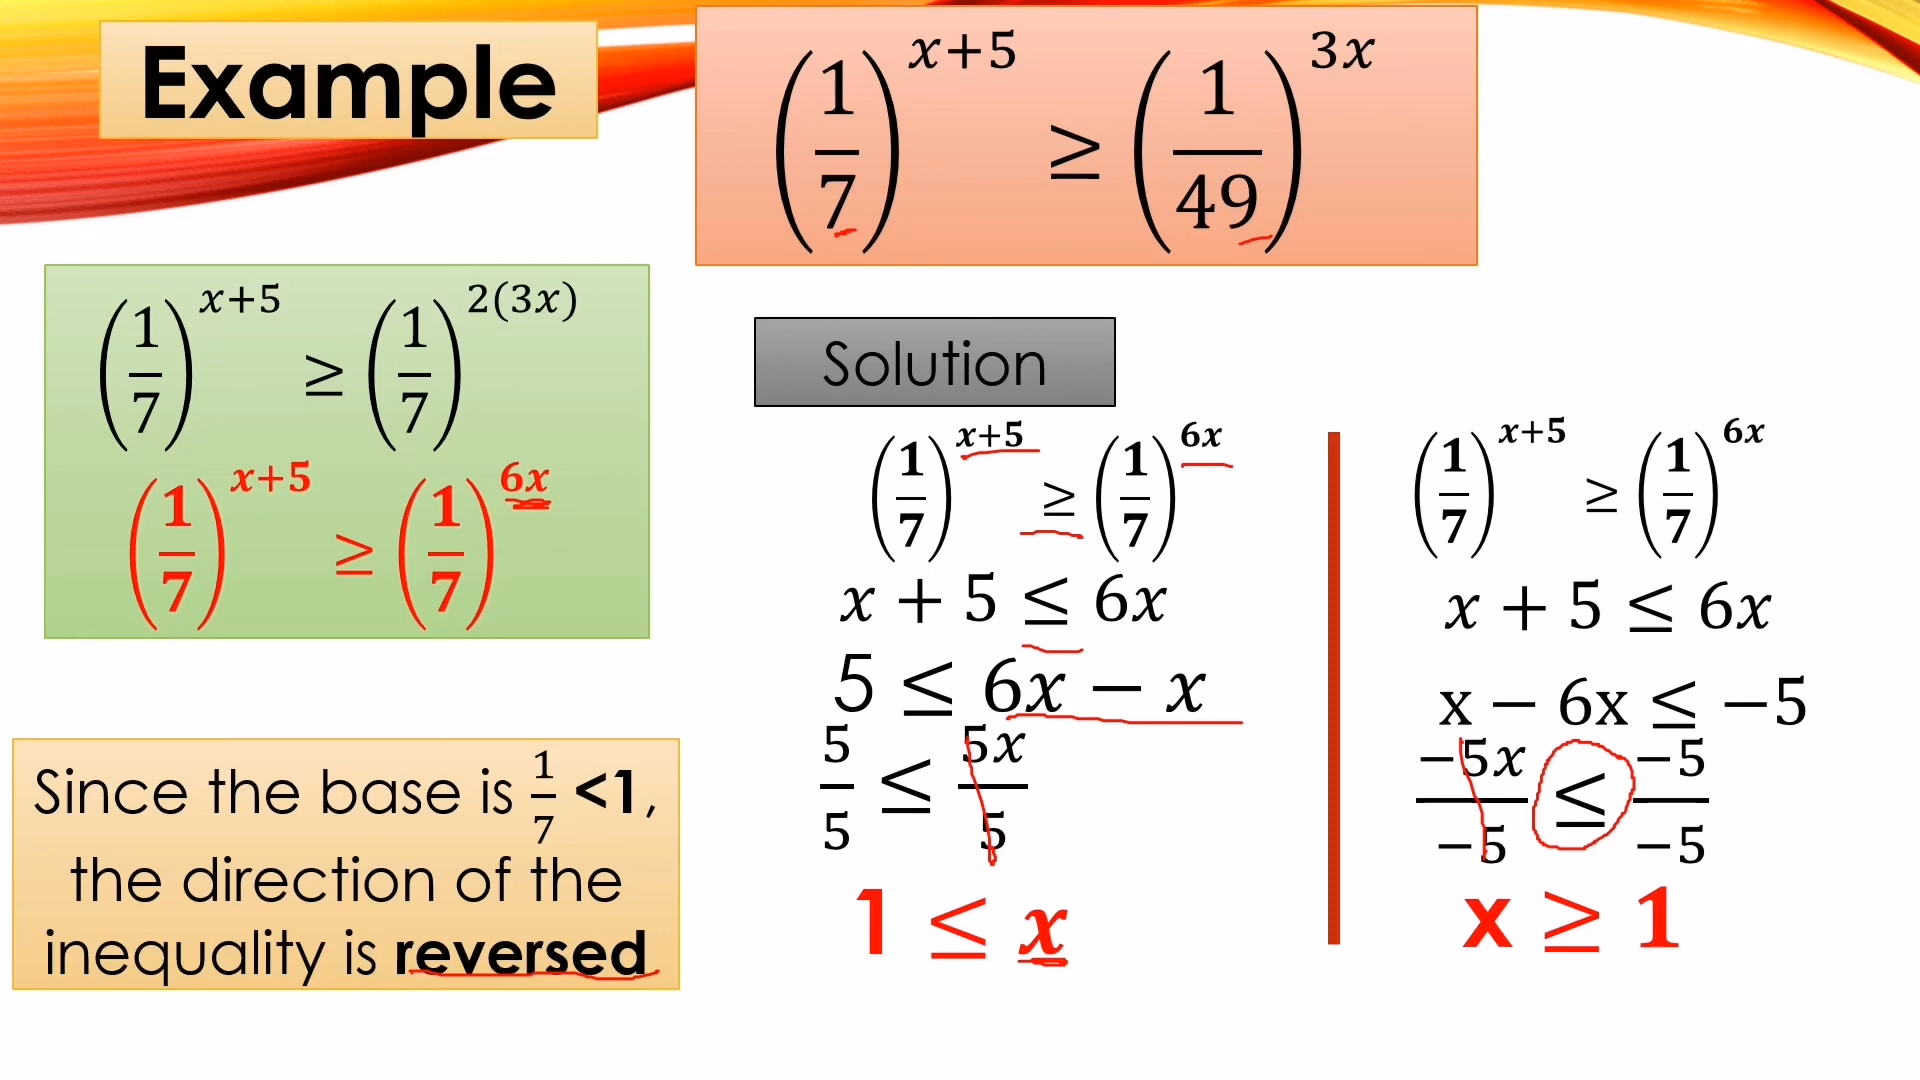 Example
(1/7)^(x+5) ≥ (1/49)^(3x)
(1/7)^(x+5) ≥ (1/7)^(2(3x))
(1/7)^(x+5) ≥ (1/7)^(6x)
Since the base is 1/7 <1,
the direction of the
inequality is reversed
Solution
(1/7)^(x+5) ≥ (1/7)^(6x)
x + 5 ≤ 6x
5 ≤ 6x − x
5/5 ≤ 5x/5
1 ≤ x
(1/7)^(x+5) ≥ (1/7)^(6x)
x + 5 ≤ 6x
x − 6x ≤ −5
−5x/−5 ≤ −5/−5
x ≥ 1